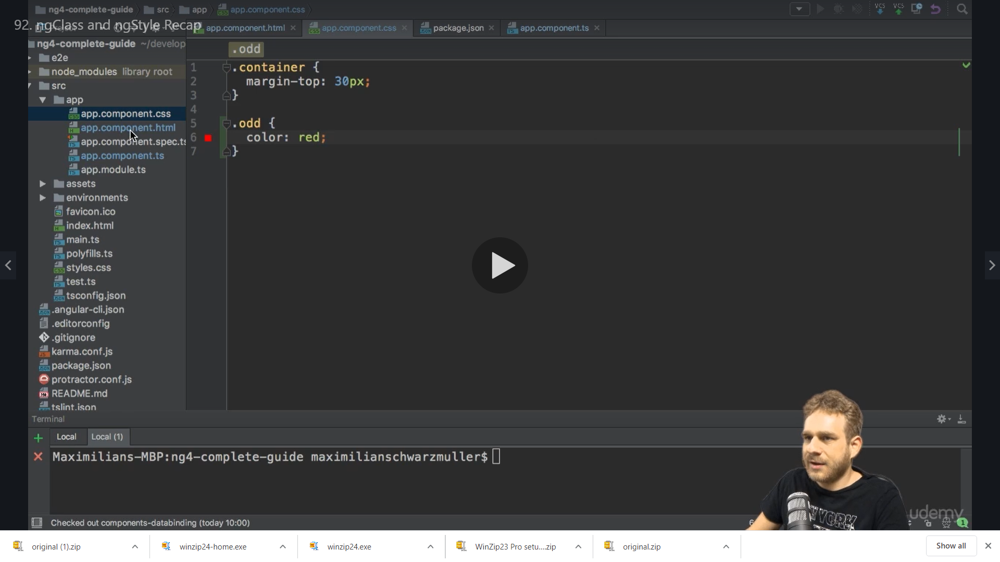 ng4-complete-guide src app app.component.css
92. ngClass and ngStyle Recap
app.component.html app.component.css package.json app.component.ts
ng4-complete-guide ~/develop
.odd
e2e
node_modules library root
src
app
app.component.css
app.component.html
app.component.spec.ts
app.component.ts
app.module.ts
assets
environments
favicon.ico
index.html
main.ts
polyfills.ts
styles.css
test.ts
tsconfig.json
.angular-cli.json
.editorconfig
.gitignore
karma.conf.js
package.json
protractor.conf.js
README.md
tslint.json
1 .container {
2 margin-top: 30px;
3 }
4
5 .odd {
6 color: red;
7 }
VCS VCS
Terminal
Local Local (1)
Maximilians-MBP:ng4-complete-guide maximilianschwarzmuller$
Checked out components-databinding (today 10:00)
YORK
udemy
1
original (1).zip winzip24-home.exe winzip24.exe WinZip23 Pro setu....zip original.zip Show all